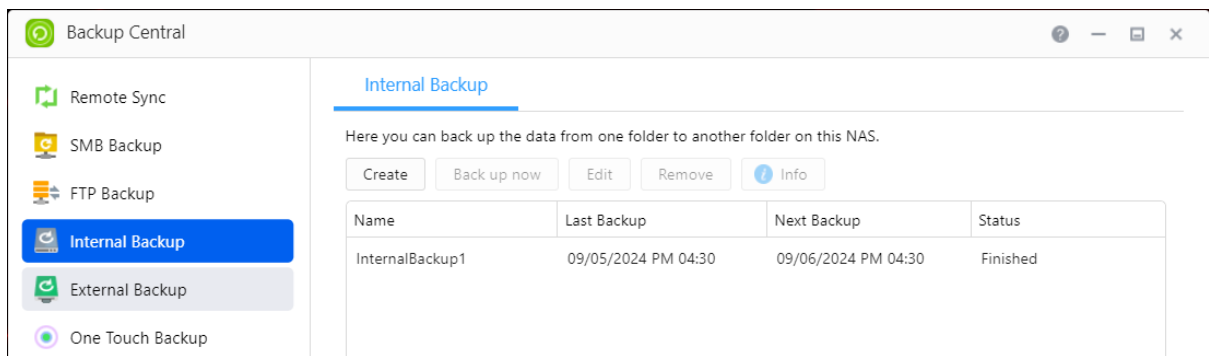 Backup Central
Remote Sync
SMB Backup
FTP Backup
Internal Backup
External Backup
One Touch Backup
Internal Backup
Here you can back up the data from one folder to another folder on this NAS.
Create Back up now Edit Remove Info
Name Last Backup Next Backup Status
InternalBackup1 09/05/2024 PM 04:30 09/06/2024 PM 04:30 Finished